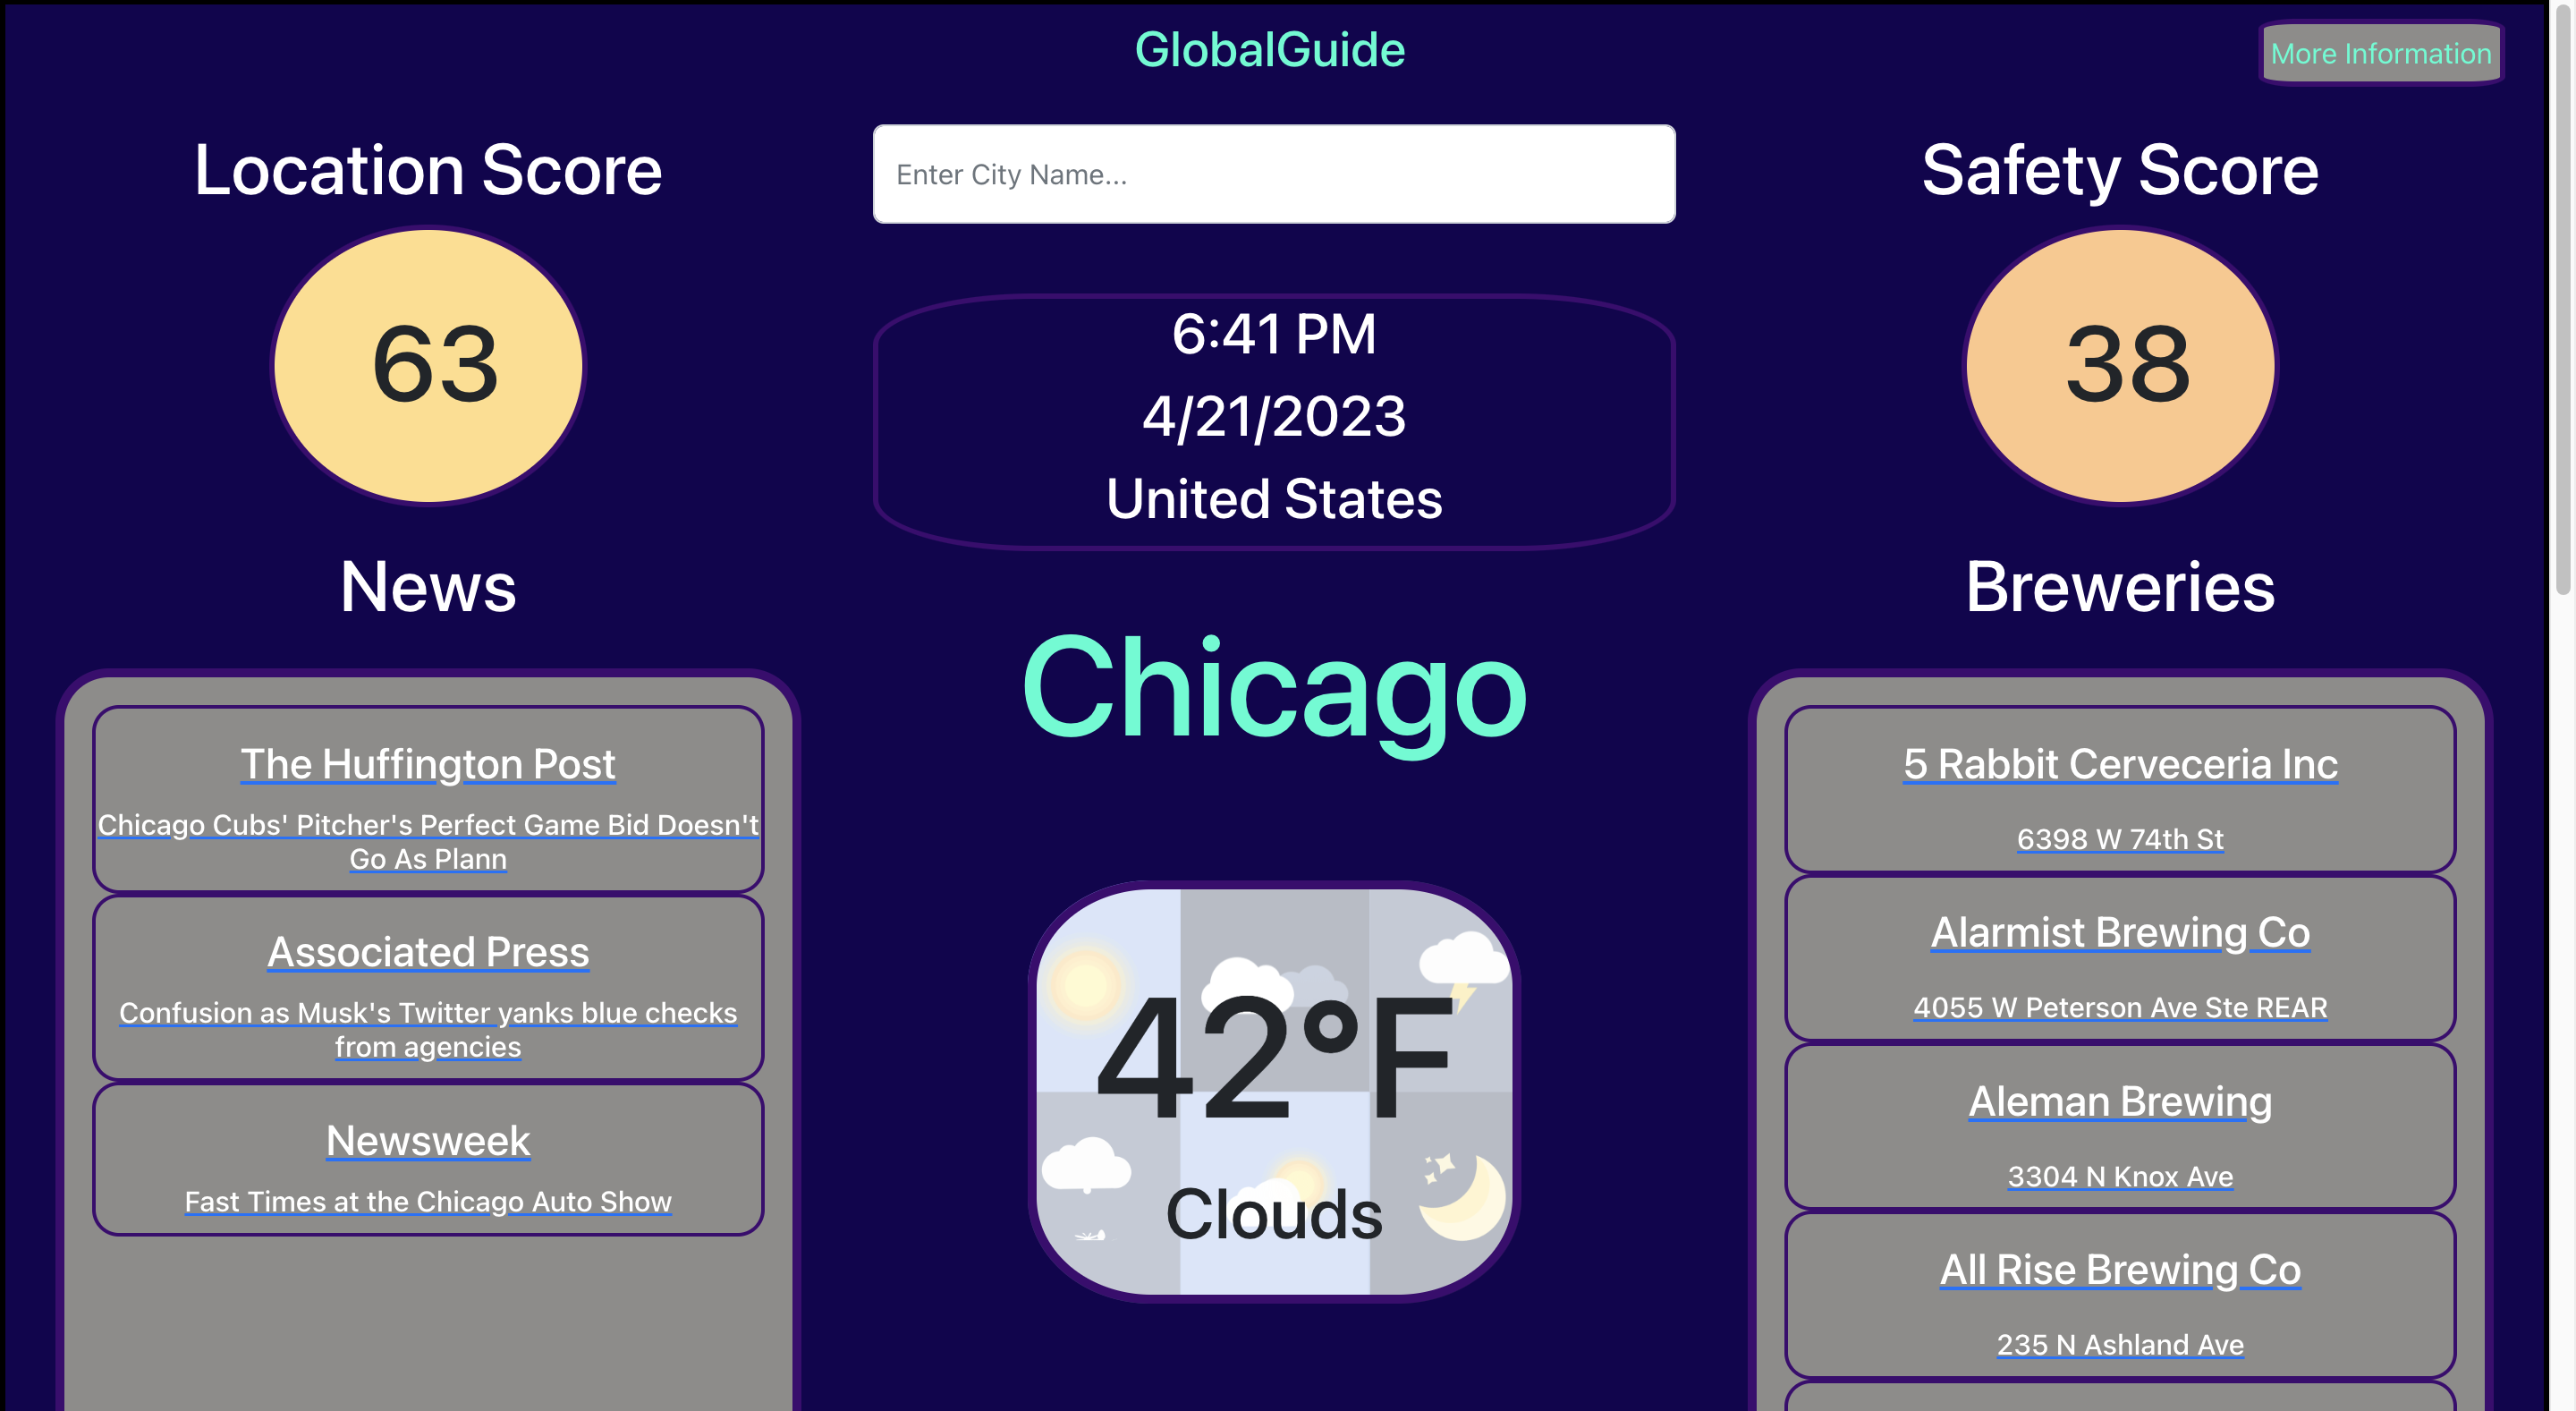 GlobalGuide
More Information
Location Score
63
News
The Huffington Post
Chicago Cubs' Pitcher's Perfect Game Bid Doesn't
Go As Plann
Associated Press
Confusion as Musk's Twitter yanks blue checks
from agencies
Newsweek
Fast Times at the Chicago Auto Show
Enter City Name...
6:41 PM
4/21/2023
United States
Chicago
42°F
Clouds
Safety Score
38
Breweries
5 Rabbit Cerveceria Inc
6398 W 74th St
Alarmist Brewing Co
4055 W Peterson Ave Ste REAR
Aleman Brewing
3304 N Knox Ave
All Rise Brewing Co
235 N Ashland Ave